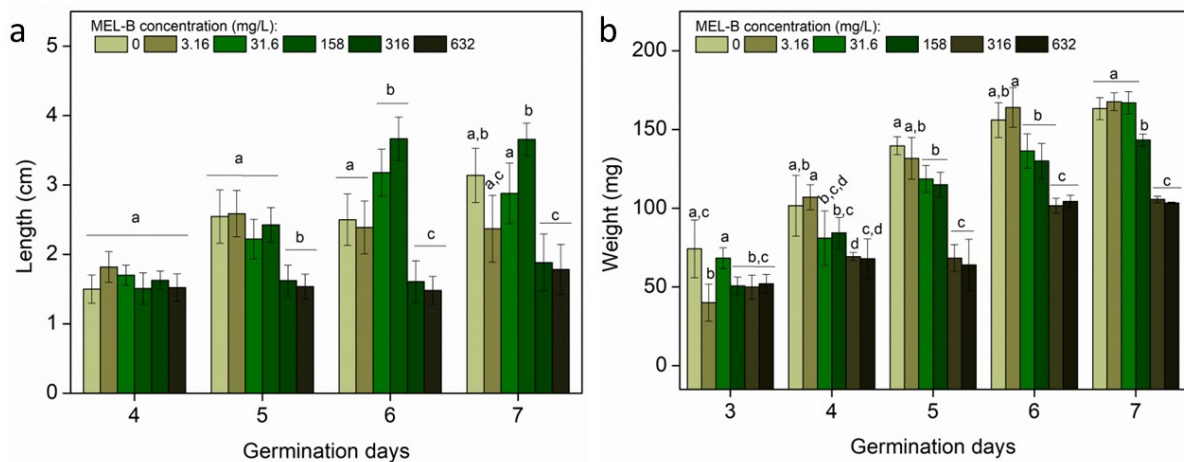 a
MEL-B concentration (mg/L):
0 3.16 31.6 158 316 632
Length (cm)
5
4
3
2
1
0
a
a
b
a
b
c
a,b
a,c
a
b
c
4 5 6 7
Germination days
b
MEL-B concentration (mg/L):
0 3.16 31.6 158 316 632
Weight (mg)
200
150
100
50
0
a,c
b
a
b,c
a,b
a
b,c,d
b,c
d
c,d
a
a,b
b
c
a,b
a
b
c
a
b
c
3 4 5 6 7
Germination days